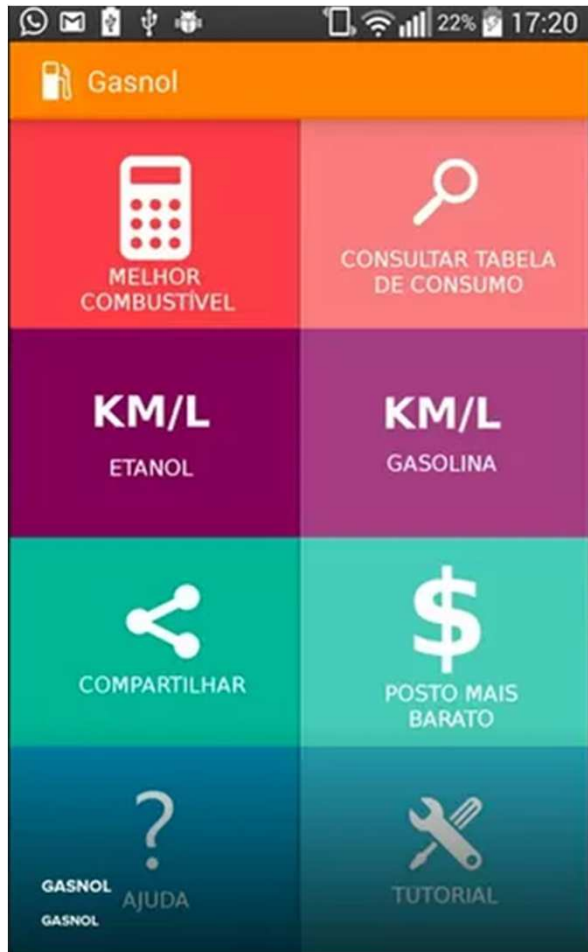 22% 17:20
Gasnol
MELHOR
COMBUSTÍVEL
CONSULTAR TABELA
DE CONSUMO
KM/L
ETANOL
KM/L
GASOLINA
COMPARTILHAR
$
POSTO MAIS
BARATO
?
AJUDA
TUTORIAL
GASNOL
GASNOL